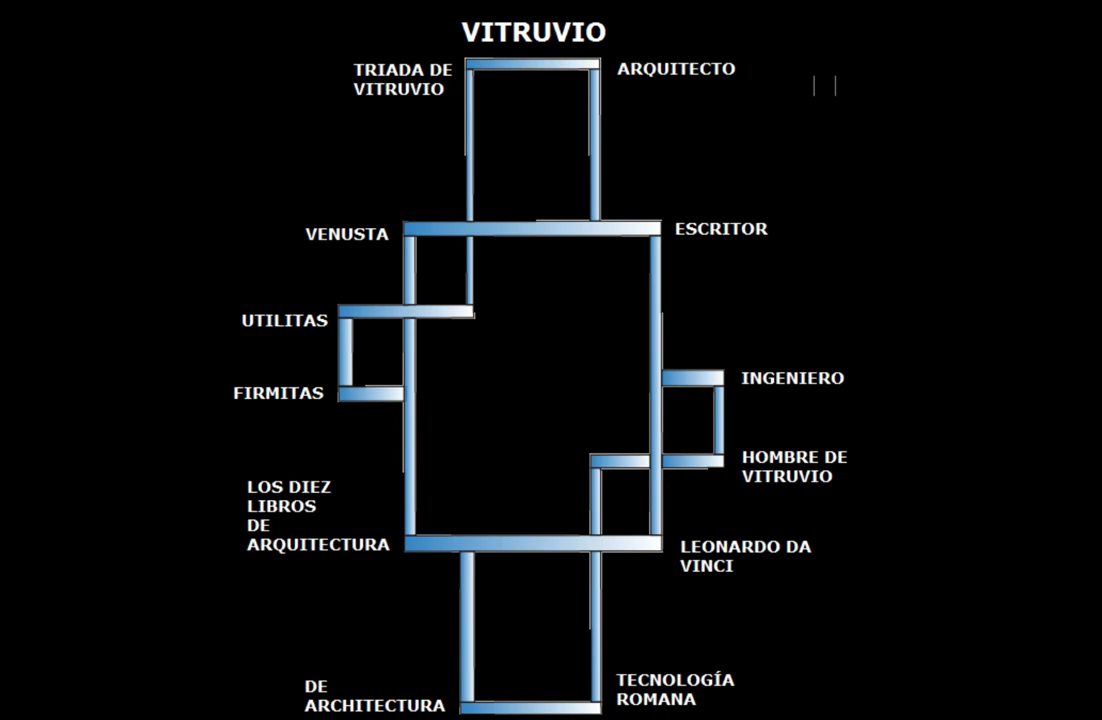 VITRUVIO
TRIADA DE
VITRUVIO
ARQUITECTO
VENUSTA
ESCRITOR
UTILITAS
FIRMITAS
INGENIERO
HOMBRE DE
VITRUVIO
LOS DIEZ
LIBROS
DE
ARQUITECTURA
LEONARDO DA
VINCI
DE
ARCHITECTURA
TECNOLOGÍA
ROMANA